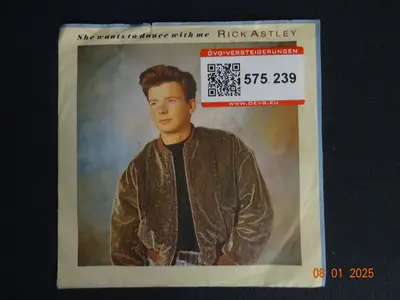 She wants to dance with me RICK ASTLEY
ÖVG-VERSTEIGERUNGEN
575.239
WWW.OEVG.EU
08 01 2025